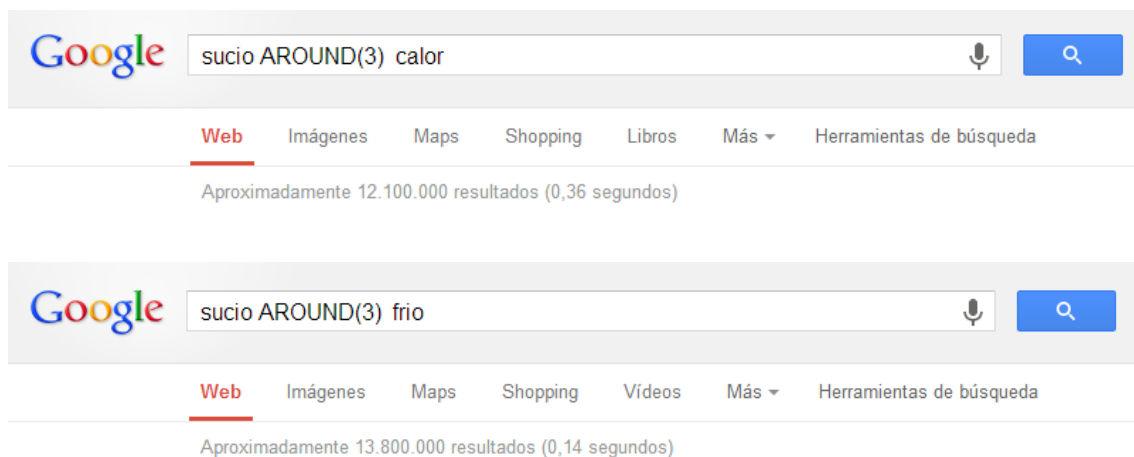 Google sucio AROUND(3) calor
Web Imágenes Maps Shopping Libros Más Herramientas de búsqueda
Aproximadamente 12.100.000 resultados (0,36 segundos)
Google sucio AROUND(3) frio
Web Imágenes Maps Shopping Vídeos Más Herramientas de búsqueda
Aproximadamente 13.800.000 resultados (0,14 segundos)